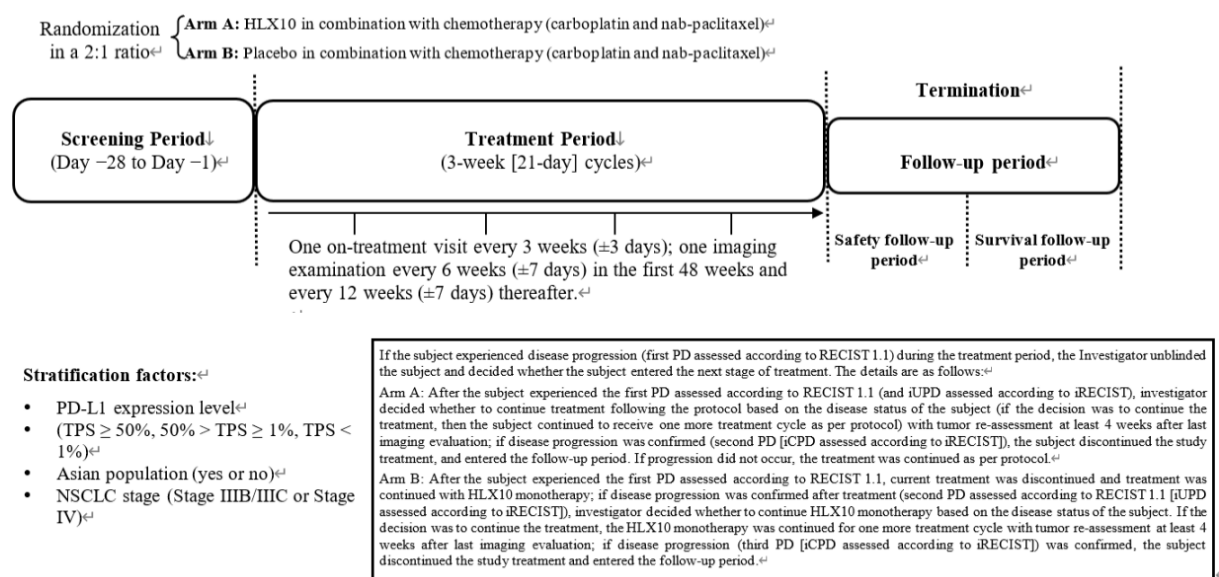 Randomization
in a 2:1 ratio↵
Arm A: HLX10 in combination with chemotherapy (carboplatin and nab-paclitaxel)↵
Arm B: Placebo in combination with chemotherapy (carboplatin and nab-paclitaxel)↵
Screening Period↓
(Day −28 to Day −1)↵
Treatment Period↓
(3-week [21-day] cycles)↵
Termination↵
Follow-up period↵
One on-treatment visit every 3 weeks (±3 days); one imaging
examination every 6 weeks (±7 days) in the first 48 weeks and
every 12 weeks (±7 days) thereafter.↵
Safety follow-up
period↵
Survival follow-up
period↵
Stratification factors:↵
• PD-L1 expression level↵
• (TPS ≥ 50%, 50% > TPS ≥ 1%, TPS <
1%)↵
• Asian population (yes or no)↵
• NSCLC stage (Stage IIIB/IIIC or Stage
IV)↵
If the subject experienced disease progression (first PD assessed according to RECIST 1.1) during the treatment period, the Investigator unblinded
the subject and decided whether the subject entered the next stage of treatment. The details are as follows:↵
Arm A: After the subject experienced the first PD assessed according to RECIST 1.1 (and iUPD assessed according to iRECIST), investigator
decided whether to continue treatment following the protocol based on the disease status of the subject (if the decision was to continue the
treatment, then the subject continued to receive one more treatment cycle as per protocol) with tumor re-assessment at least 4 weeks after last
imaging evaluation; if disease progression was confirmed (second PD [iCPD assessed according to iRECIST]), the subject discontinued the study
treatment, and entered the follow-up period. If progression did not occur, the treatment was continued as per protocol.↵
Arm B: After the subject experienced the first PD assessed according to RECIST 1.1, current treatment was discontinued and treatment was
continued with HLX10 monotherapy; if disease progression was confirmed after treatment (second PD assessed according to RECIST 1.1 [iUPD
assessed according to iRECIST]), investigator decided whether to continue HLX10 monotherapy based on the disease status of the subject. If the
decision was to continue the treatment, the HLX10 monotherapy was continued for one more treatment cycle with tumor re-assessment at least 4
weeks after last imaging evaluation; if disease progression (third PD [iCPD assessed according to iRECIST]) was confirmed, the subject
discontinued the study treatment and entered the follow-up period.↵